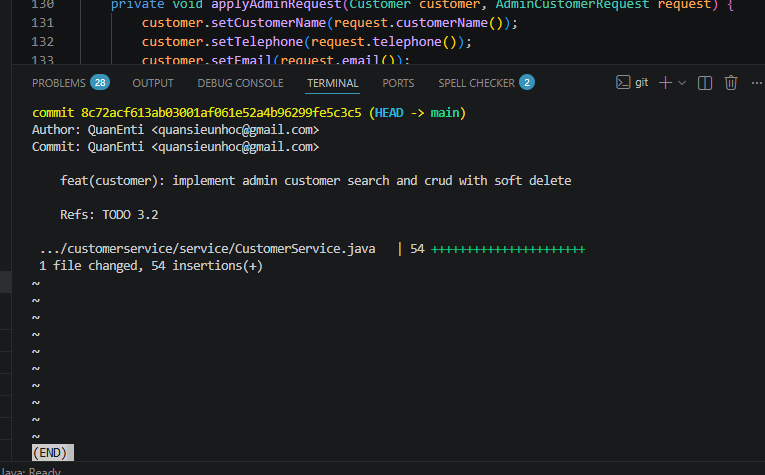 130 private void applyAdminRequest(Customer customer, AdminCustomerRequest request) {
131 customer.setCustomerName(request.customerName());
132 customer.setTelephone(request.telephone());
133 customer.setEmail(request.email());
PROBLEMS 28 OUTPUT DEBUG CONSOLE TERMINAL PORTS SPELL CHECKER 2 git
commit 8c72acf613ab03001af061e52a4b96299fe5c3c5 (HEAD -> main)
Author: QuanEnti <quansieunhoc@gmail.com>
Commit: QuanEnti <quansieunhoc@gmail.com>
feat(customer): implement admin customer search and crud with soft delete
Refs: TODO 3.2
.../customerservice/service/CustomerService.java | 54 ++++++++++++++++++++++
1 file changed, 54 insertions(+)
~
~
~
~
~
~
~
~
~
~
(END)
Java: Ready